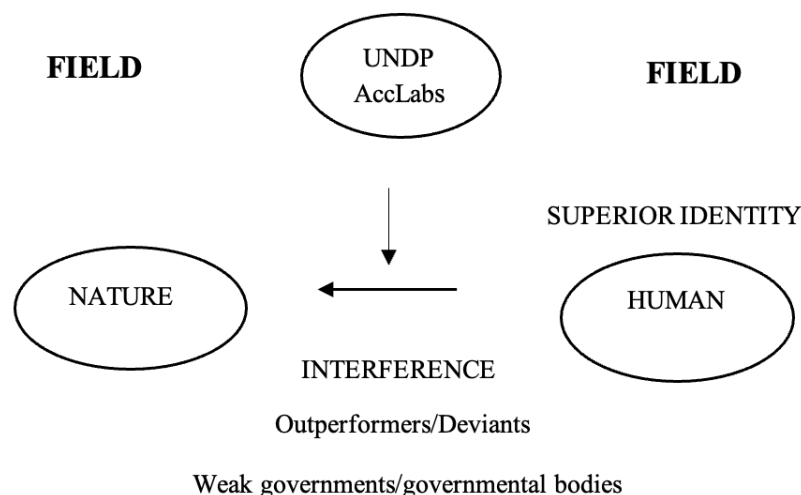 FIELD
UNDP
AccLabs
FIELD
SUPERIOR IDENTITY
NATURE
HUMAN
INTERFERENCE
Outperformers/Deviants
Weak governments/governmental bodies